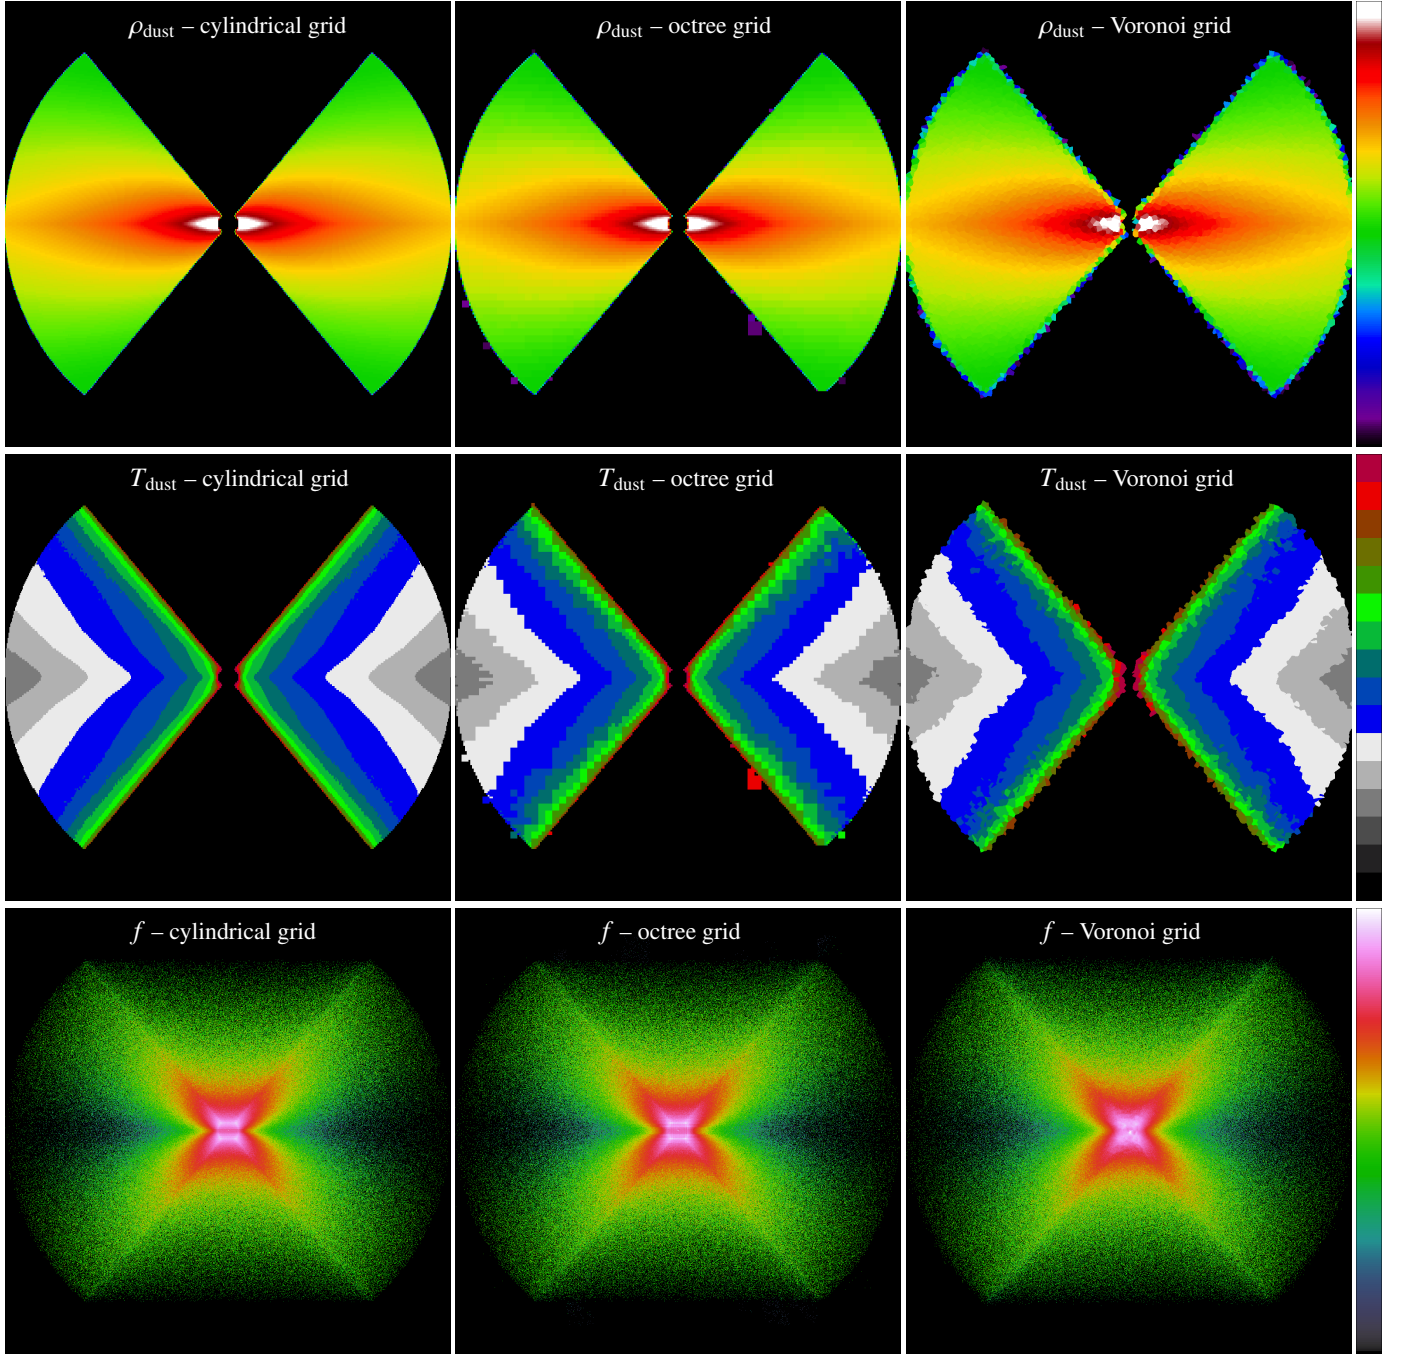 ρdust – cylindrical grid
ρdust – octree grid
ρdust – Voronoi grid
Tdust – cylindrical grid
Tdust – octree grid
Tdust – Voronoi grid
f – cylindrical grid
f – octree grid
f – Voronoi grid